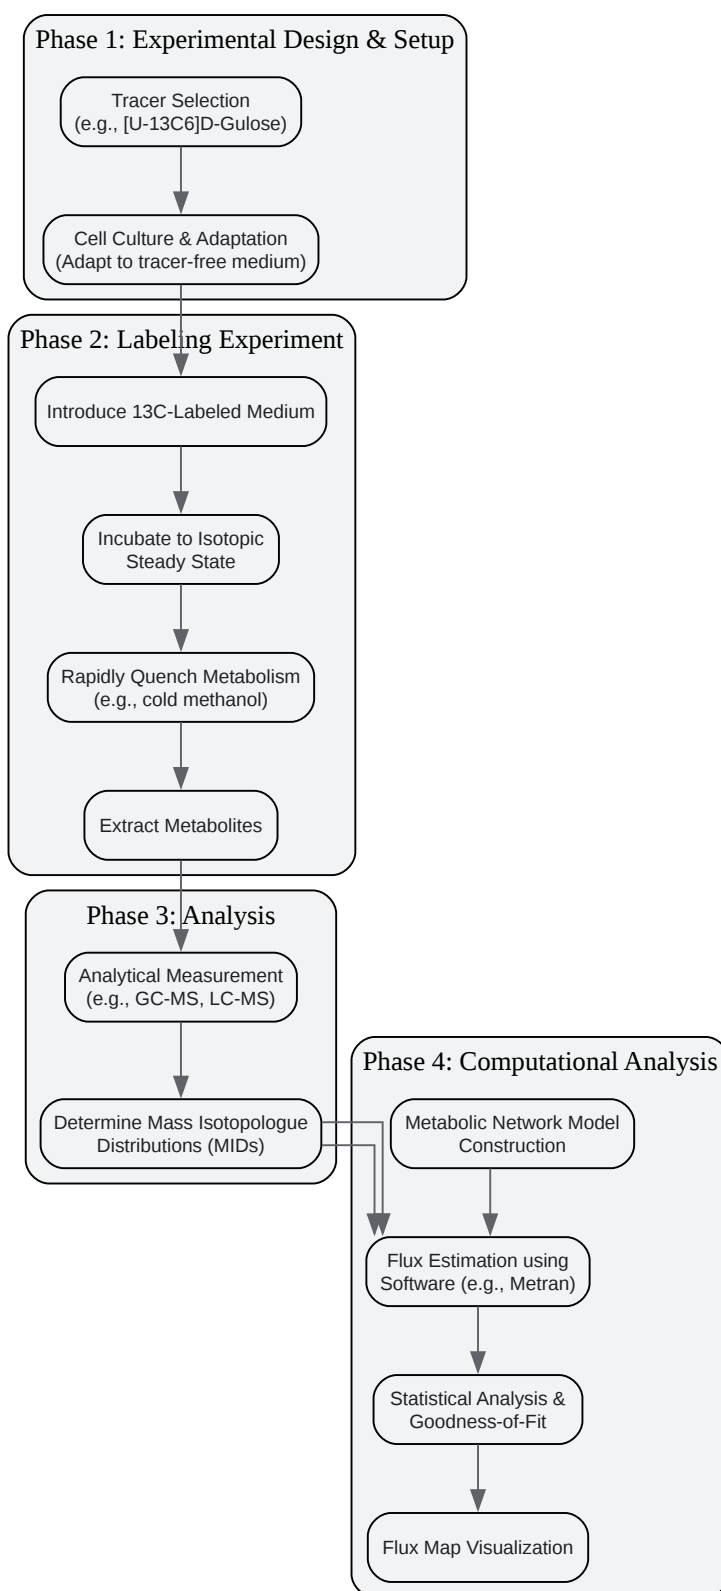 Phase 1: Experimental Design & Setup
Tracer Selection
(e.g., [U-13C6]D-Gulose)
Cell Culture & Adaptation
(Adapt to tracer-free medium)
Phase 2: Labeling Experiment
Introduce 13C-Labeled Medium
Incubate to Isotopic
Steady State
Rapidly Quench Metabolism
(e.g., cold methanol)
Extract Metabolites
Phase 3: Analysis
Analytical Measurement
(e.g., GC-MS, LC-MS)
Determine Mass Isotopologue
Distributions (MIDs)
Phase 4: Computational Analysis
Metabolic Network Model
Construction
Flux Estimation using
Software (e.g., Metran)
Statistical Analysis &
Goodness-of-Fit
Flux Map Visualization